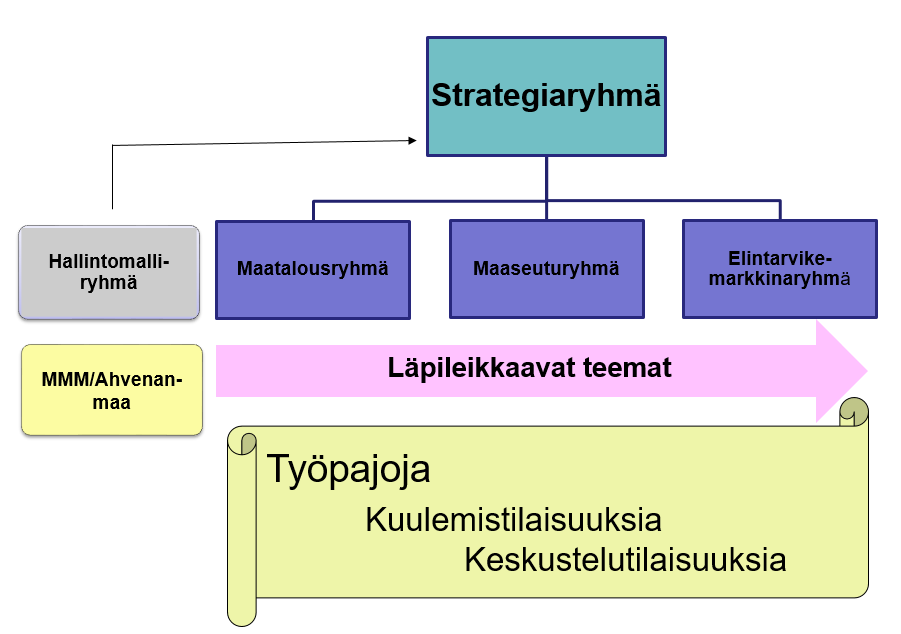 Strategiaryhmä
Hallintomalli-
ryhmä
Maatalousryhmä
Maaseuturyhmä
Elintarvike-
markkinaryhmä
MMM/Ahvenan-
maa
Läpileikkaavat teemat
Työpajoja
Kuulemistilaisuuksia
Keskustelutilaisuuksia